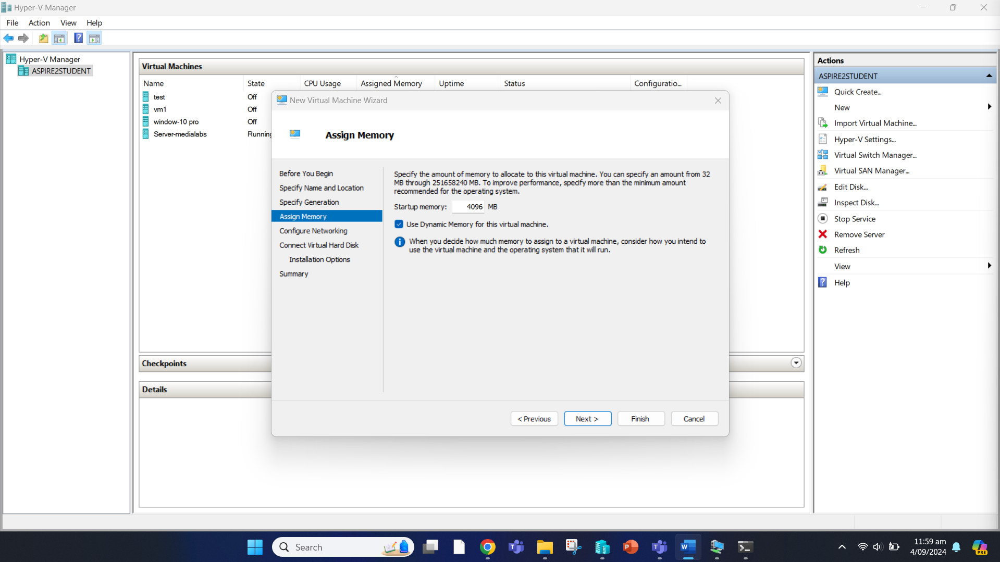 Hyper-V Manager
File Action View Help
Hyper-V Manager
ASPIRE2STUDENT
Virtual Machines
Name State CPU Usage Assigned Memory Uptime Status Configuratio...
test Off
vm1 Off
window-10 pro Off
Server-medialabs Running
Checkpoints
Details
New Virtual Machine Wizard
Assign Memory
Before You Begin
Specify Name and Location
Specify Generation
Assign Memory
Configure Networking
Connect Virtual Hard Disk
Installation Options
Summary
Specify the amount of memory to allocate to this virtual machine. You can specify an amount from 32
MB through 251658240 MB. To improve performance, specify more than the minimum amount
recommended for the operating system.
Startup memory: 4096 MB
Use Dynamic Memory for this virtual machine.
When you decide how much memory to assign to a virtual machine, consider how you intend to
use the virtual machine and the operating system that it will run.
< Previous Next > Finish Cancel
Actions
ASPIRE2STUDENT
Quick Create...
New
Import Virtual Machine...
Hyper-V Settings...
Virtual Switch Manager...
Virtual SAN Manager...
Edit Disk...
Inspect Disk...
Stop Service
Remove Server
Refresh
View
Help
Search
11:59 am
4/09/2024
PRE